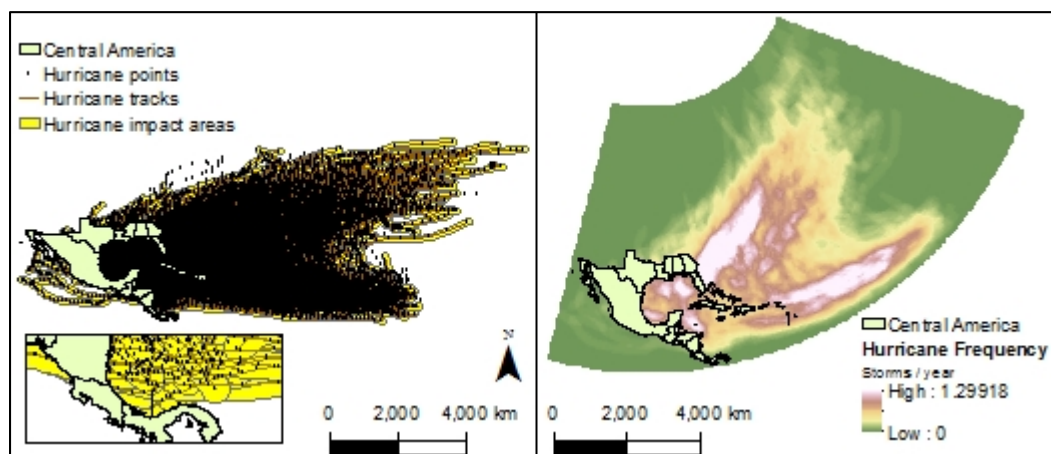 Central America
Hurricane points
Hurricane tracks
Hurricane impact areas
N
0 2,000 4,000 km
Central America
Hurricane Frequency
Storms / year
High : 1.29918
Low : 0
0 2,000 4,000 km